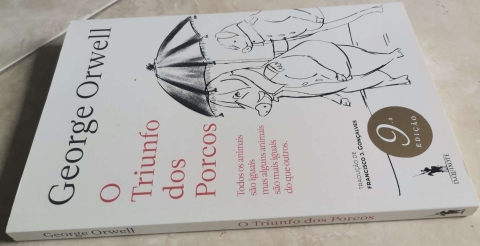 George Orwell
O
Triunfo
dos
Porcos
Todos os animais
são iguais
mas alguns animais
são mais iguais
do que outros.
TRADUÇÃO DE
FRANCISCO J. GONÇALVES
9.ª
EDIÇÃO
George Orwell
O Triunfo dos Porcos